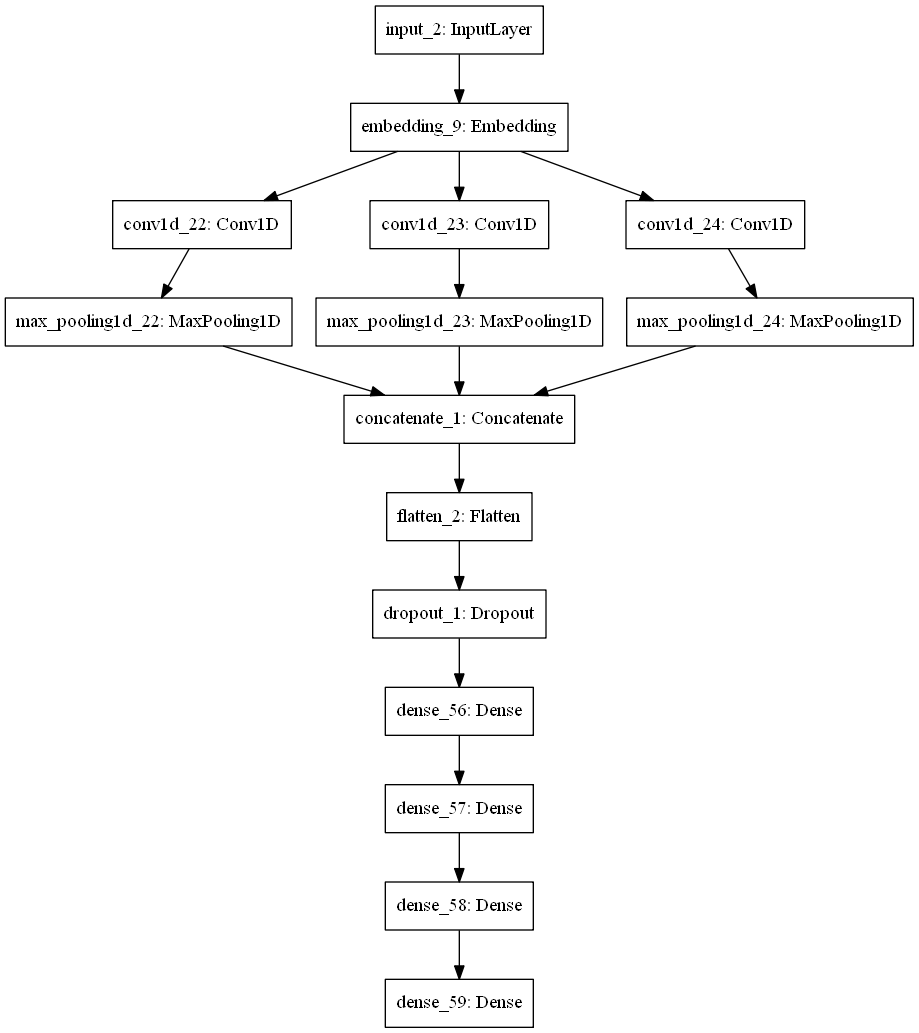 input_2: InputLayer
embedding_9: Embedding
conv1d_22: Conv1D
conv1d_23: Conv1D
conv1d_24: Conv1D
max_pooling1d_22: MaxPooling1D
max_pooling1d_23: MaxPooling1D
max_pooling1d_24: MaxPooling1D
concatenate_1: Concatenate
flatten_2: Flatten
dropout_1: Dropout
dense_56: Dense
dense_57: Dense
dense_58: Dense
dense_59: Dense